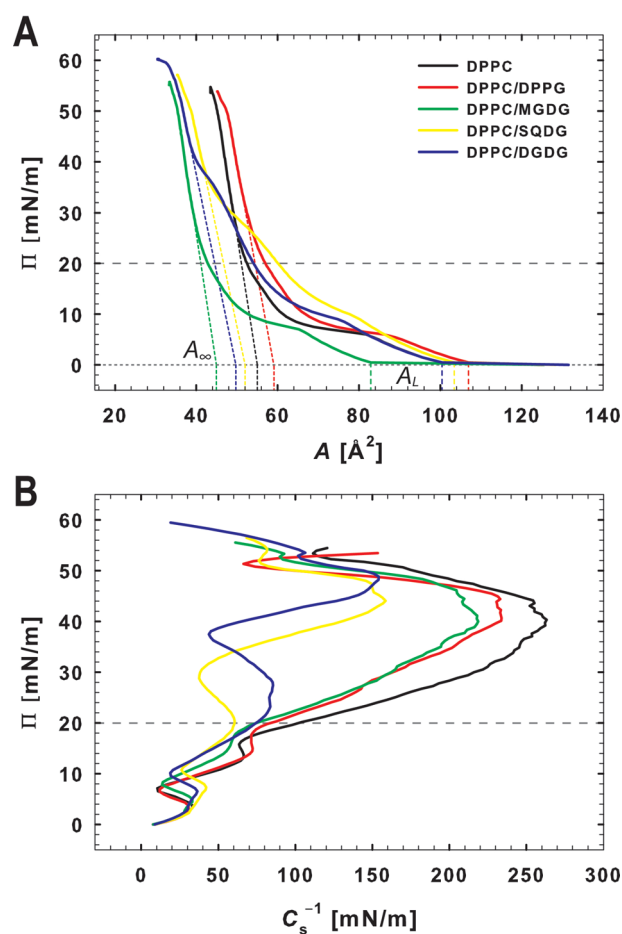 A
Π [mN/m]
60
50
40
30
20
10
0
DPPC
DPPC/DPPG
DPPC/MGDG
DPPC/SQDG
DPPC/DGDG
A∞
A_L
20 40 60 80 100 120 140
A [Å²]
B
Π [mN/m]
60
50
40
30
20
10
0
0 50 100 150 200 250 300
C_s⁻¹ [mN/m]